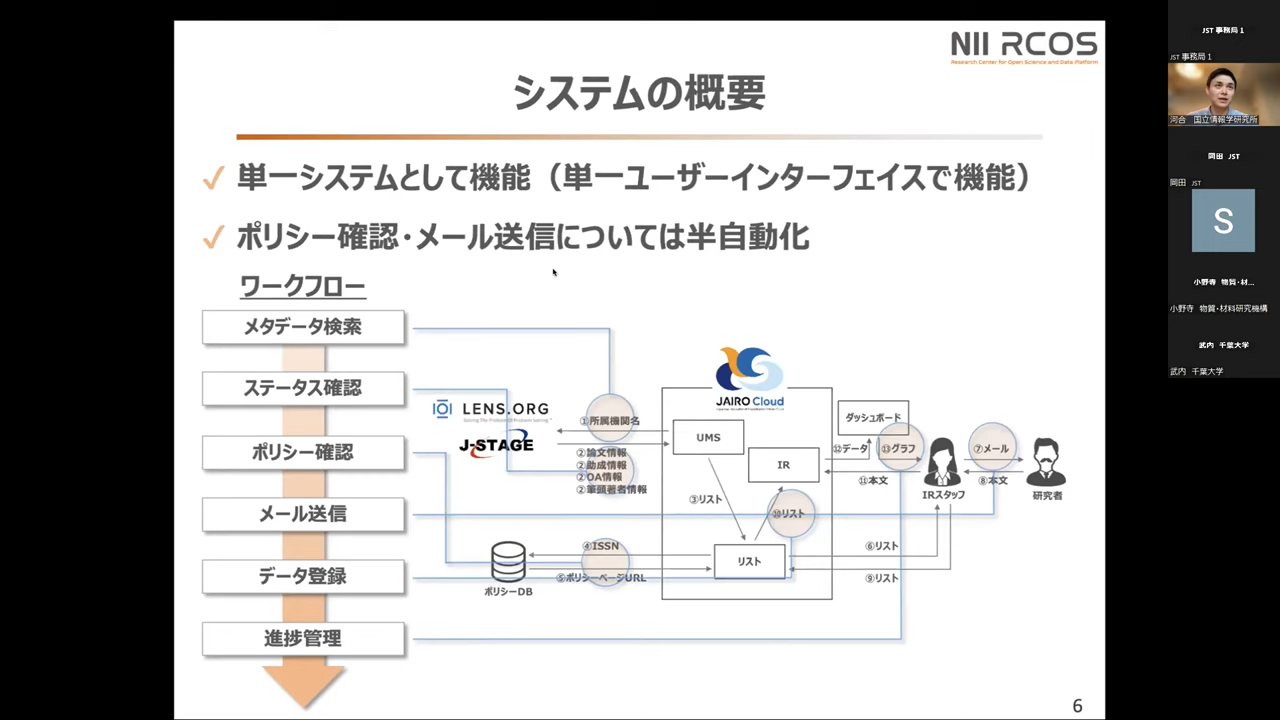 NII RCOS
Research Center for Open Science and Data Platform
システムの概要
✓ 単一システムとして機能（単一ユーザーインターフェイスで機能）
✓ ポリシー確認・メール送信については半自動化
ワークフロー
メタデータ検索
ステータス確認
ポリシー確認
メール送信
データ登録
進捗管理
LENS.ORG
J-STAGE
①所属機関名
②論文情報
②助成情報
②OA情報
②筆頭著者情報
JAIRO Cloud
UMS
IR
③リスト
⑩リスト
リスト
④ISSN
⑤ポリシーページURL
ポリシーDB
ダッシュボード
⑫データ
⑬グラフ
⑪本文
IRスタッフ
⑦メール
⑧本文
研究者
⑥リスト
⑨リスト
6
JST 事務局 1
JST 事務局 1
河合 国立情報学研究所
岡田 JST
岡田 JST
S
小野寺 物質・材...
小野寺 物質・材料研究機構
武内 千葉大学
武内 千葉大学